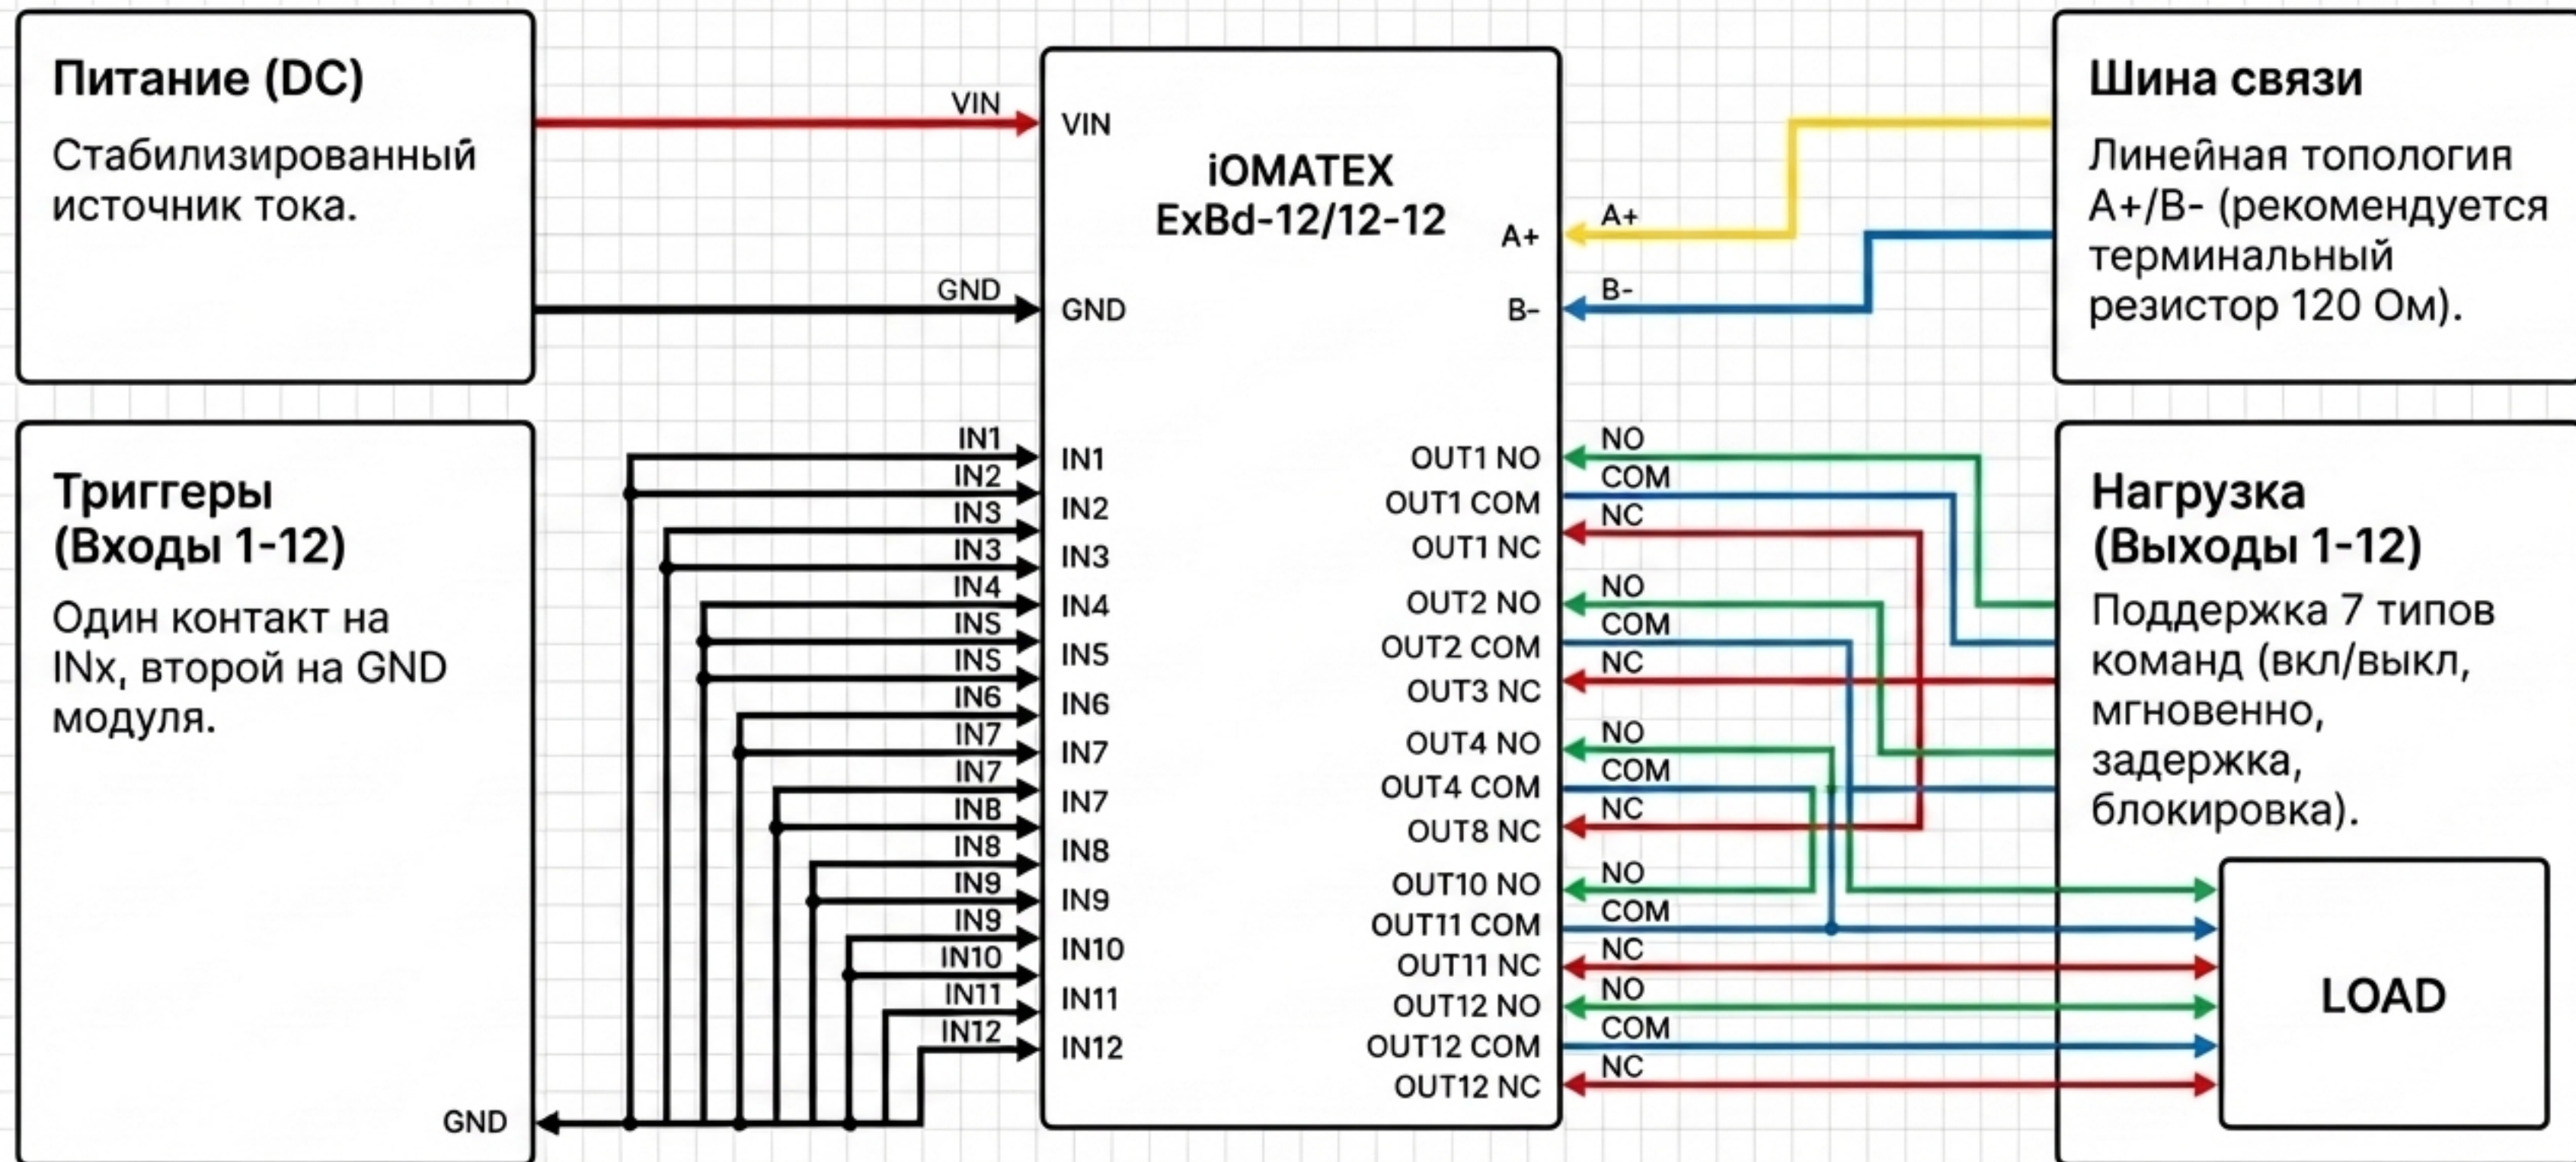 Питание (DC)
Стабилизированный
источник тока.
VIN
GND
VIN
GND
iOMATEX
ExBd-12/12-12
A+
B-
A+
B-
Шина связи
Линейная топология
A+/B- (рекомендуется
терминальный
резистор 120 Ом).
Триггеры
(Входы 1-12)
Один контакт на
INx, второй на GND
модуля.
GND
IN1
IN2
IN3
IN3
IN4
INS
INS
IN6
IN7
IN7
INB
IN8
IN9
IN9
IN10
IN11
IN12
IN1
IN2
IN3
IN4
IN5
IN6
IN7
IN7
IN8
IN9
IN10
IN11
IN12
OUT1 NO
OUT1 COM
OUT1 NC
OUT2 NO
OUT2 COM
OUT3 NC
OUT4 NO
OUT4 COM
OUT8 NC
OUT10 NO
OUT11 COM
OUT11 NC
OUT12 NO
OUT12 COM
OUT12 NC
NO
COM
NC
NO
COM
NC
NO
COM
NC
NO
COM
NC
NO
COM
NC
Нагрузка
(Выходы 1-12)
Поддержка 7 типов
команд (вкл/выкл,
мгновенно,
задержка,
блокировка).
LOAD